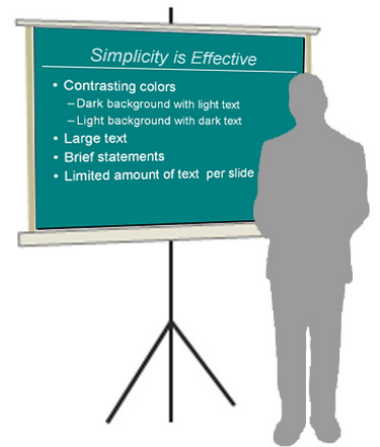 Simplicity is Effective
• Contrasting colors
–Dark background with light text
–Light background with dark text
• Large text
• Brief statements
• Limited amount of text per slide